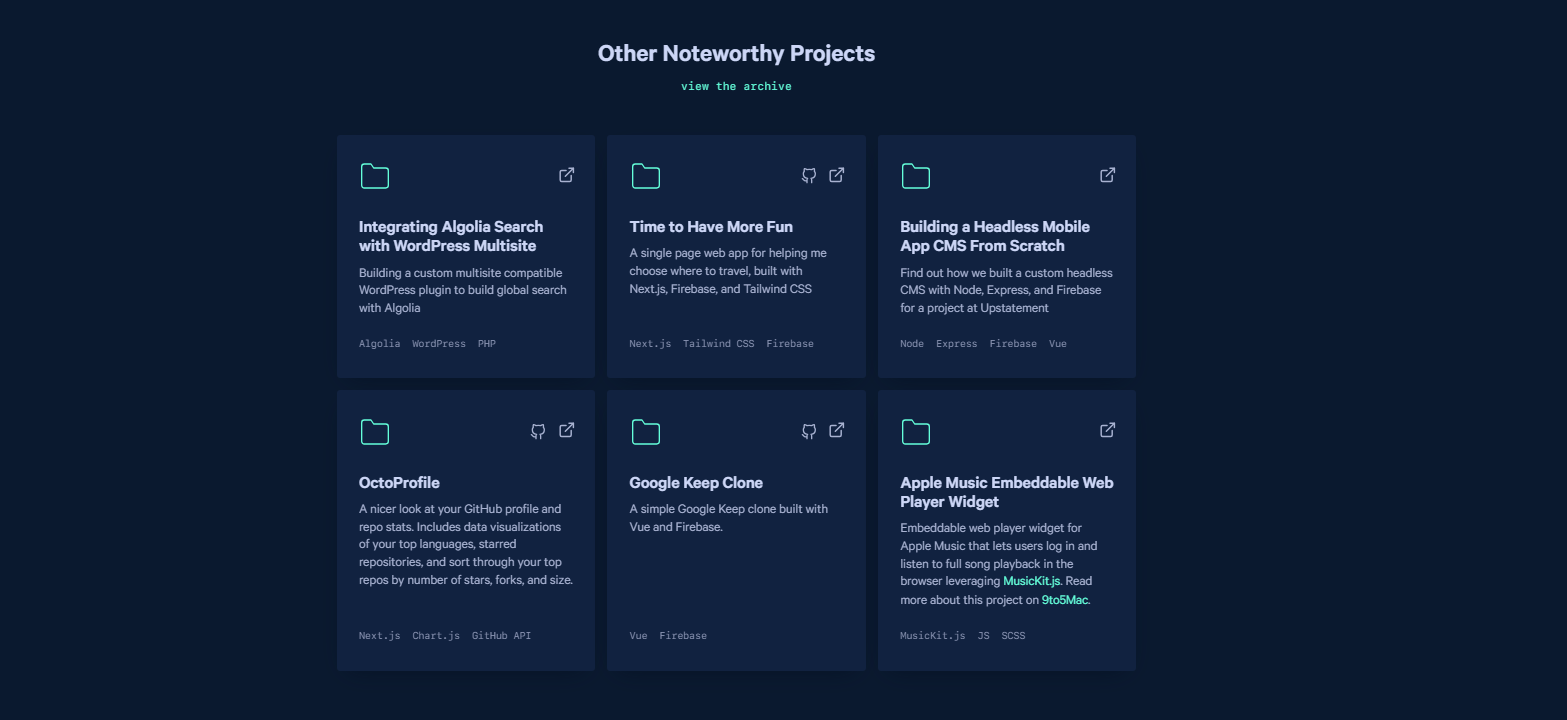 Other Noteworthy Projects
view the archive
Integrating Algolia Search
with WordPress Multisite
Building a custom multisite compatible
WordPress plugin to build global search
with Algolia
Algolia WordPress PHP
Time to Have More Fun
A single page web app for helping me
choose where to travel, built with
Next.js, Firebase, and Tailwind CSS
Next.js Tailwind CSS Firebase
Building a Headless Mobile
App CMS From Scratch
Find out how we built a custom headless
CMS with Node, Express, and Firebase
for a project at Upstatement
Node Express Firebase Vue
OctoProfile
A nicer look at your GitHub profile and
repo stats. Includes data visualizations
of your top languages, starred
repositories, and sort through your top
repos by number of stars, forks, and size.
Next.js Chart.js GitHub API
Google Keep Clone
A simple Google Keep clone built with
Vue and Firebase.
Vue Firebase
Apple Music Embeddable Web
Player Widget
Embeddable web player widget for
Apple Music that lets users log in and
listen to full song playback in the
browser leveraging MusicKit.js. Read
more about this project on 9to5Mac.
MusicKit.js JS SCSS